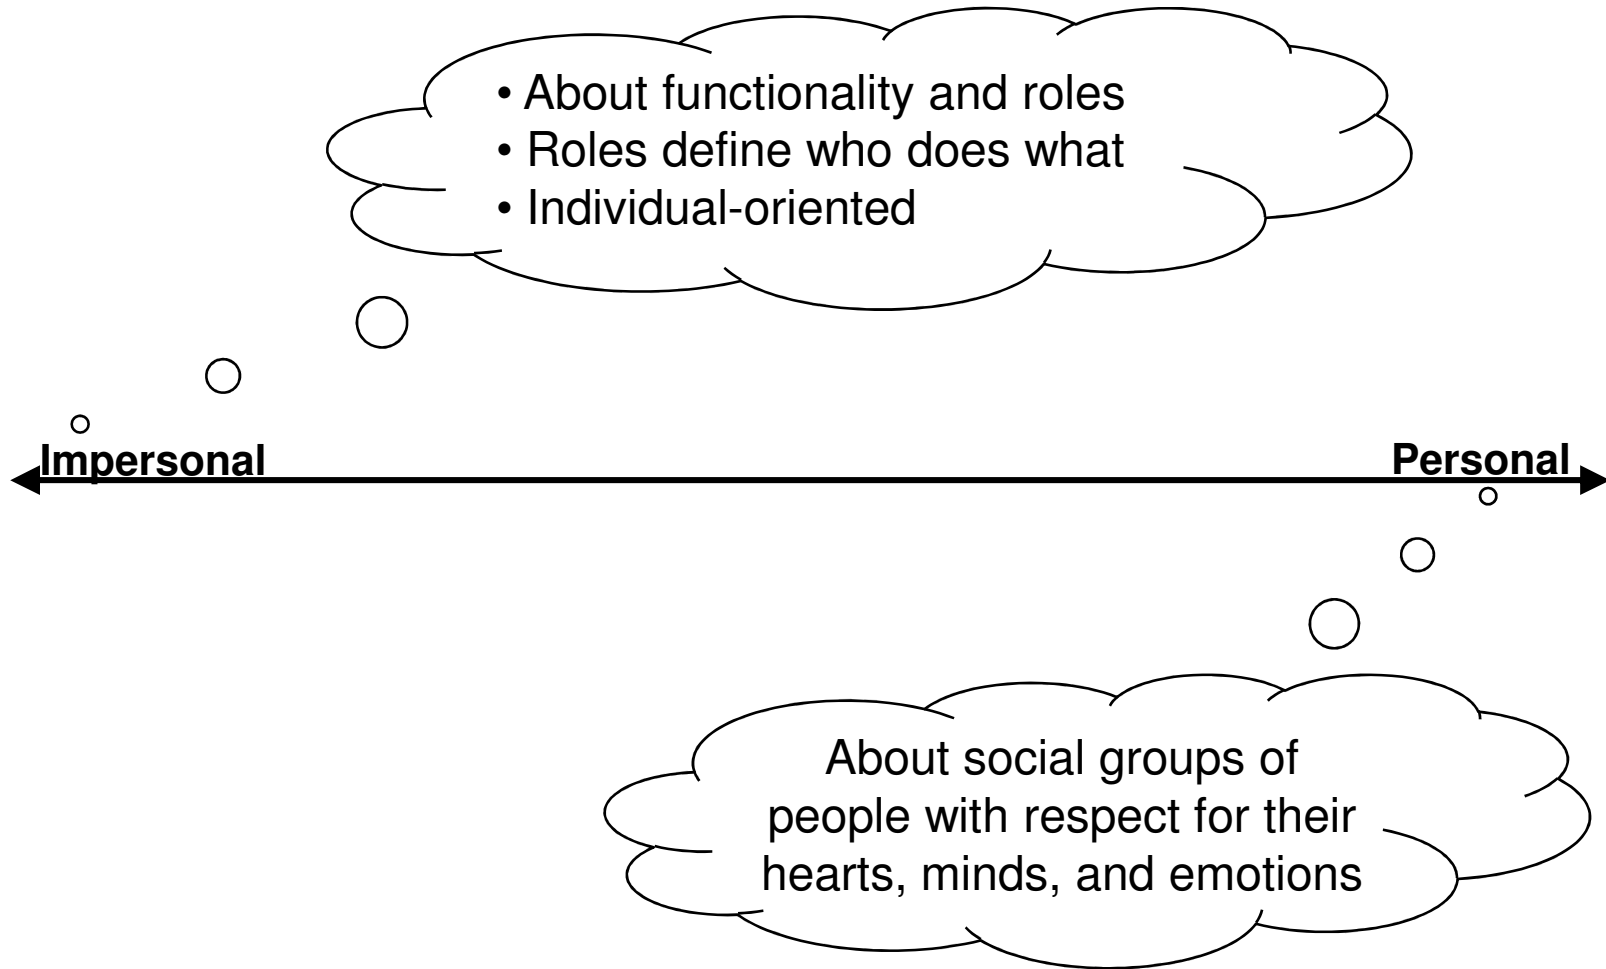 • About functionality and roles
• Roles define who does what
• Individual-oriented
Impersonal
Personal
About social groups of
people with respect for their
hearts, minds, and emotions